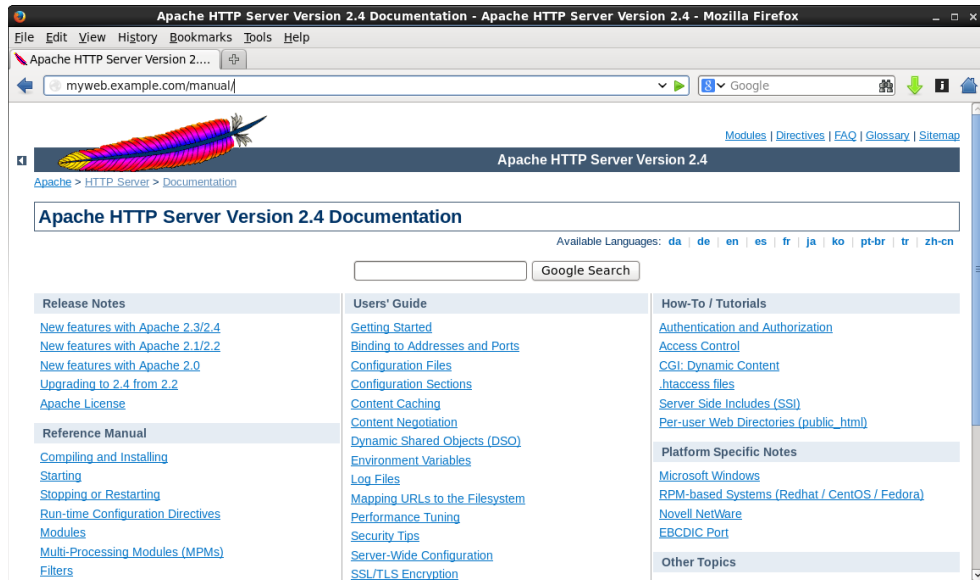 Apache HTTP Server Version 2.4 Documentation - Apache HTTP Server Version 2.4 - Mozilla Firefox
File Edit View History Bookmarks Tools Help
Apache HTTP Server Version 2....
myweb.example.com/manual/
Google
Modules | Directives | FAQ | Glossary | Sitemap
Apache HTTP Server Version 2.4
Apache > HTTP Server > Documentation
Apache HTTP Server Version 2.4 Documentation
Available Languages: da | de | en | es | fr | ja | ko | pt-br | tr | zh-cn
Google Search
Release Notes
New features with Apache 2.3/2.4
New features with Apache 2.1/2.2
New features with Apache 2.0
Upgrading to 2.4 from 2.2
Apache License
Reference Manual
Compiling and Installing
Starting
Stopping or Restarting
Run-time Configuration Directives
Modules
Multi-Processing Modules (MPMs)
Filters
Users' Guide
Getting Started
Binding to Addresses and Ports
Configuration Files
Configuration Sections
Content Caching
Content Negotiation
Dynamic Shared Objects (DSO)
Environment Variables
Log Files
Mapping URLs to the Filesystem
Performance Tuning
Security Tips
Server-Wide Configuration
SSL/TLS Encryption
How-To / Tutorials
Authentication and Authorization
Access Control
CGI: Dynamic Content
.htaccess files
Server Side Includes (SSI)
Per-user Web Directories (public_html)
Platform Specific Notes
Microsoft Windows
RPM-based Systems (Redhat / CentOS / Fedora)
Novell NetWare
EBCDIC Port
Other Topics